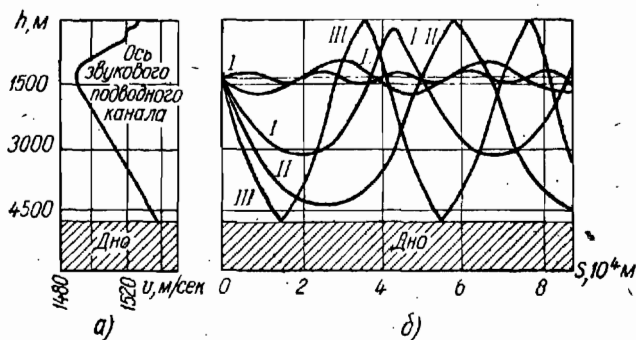 h, м
1500
3000
4500
Ось
звукового
подводного
канала
Дно
1480
1520
υ, м/сек
а)
I
I
I
II
III
III
I
II
Дно
0
2
4
6
8
S, 10⁴ м
б)